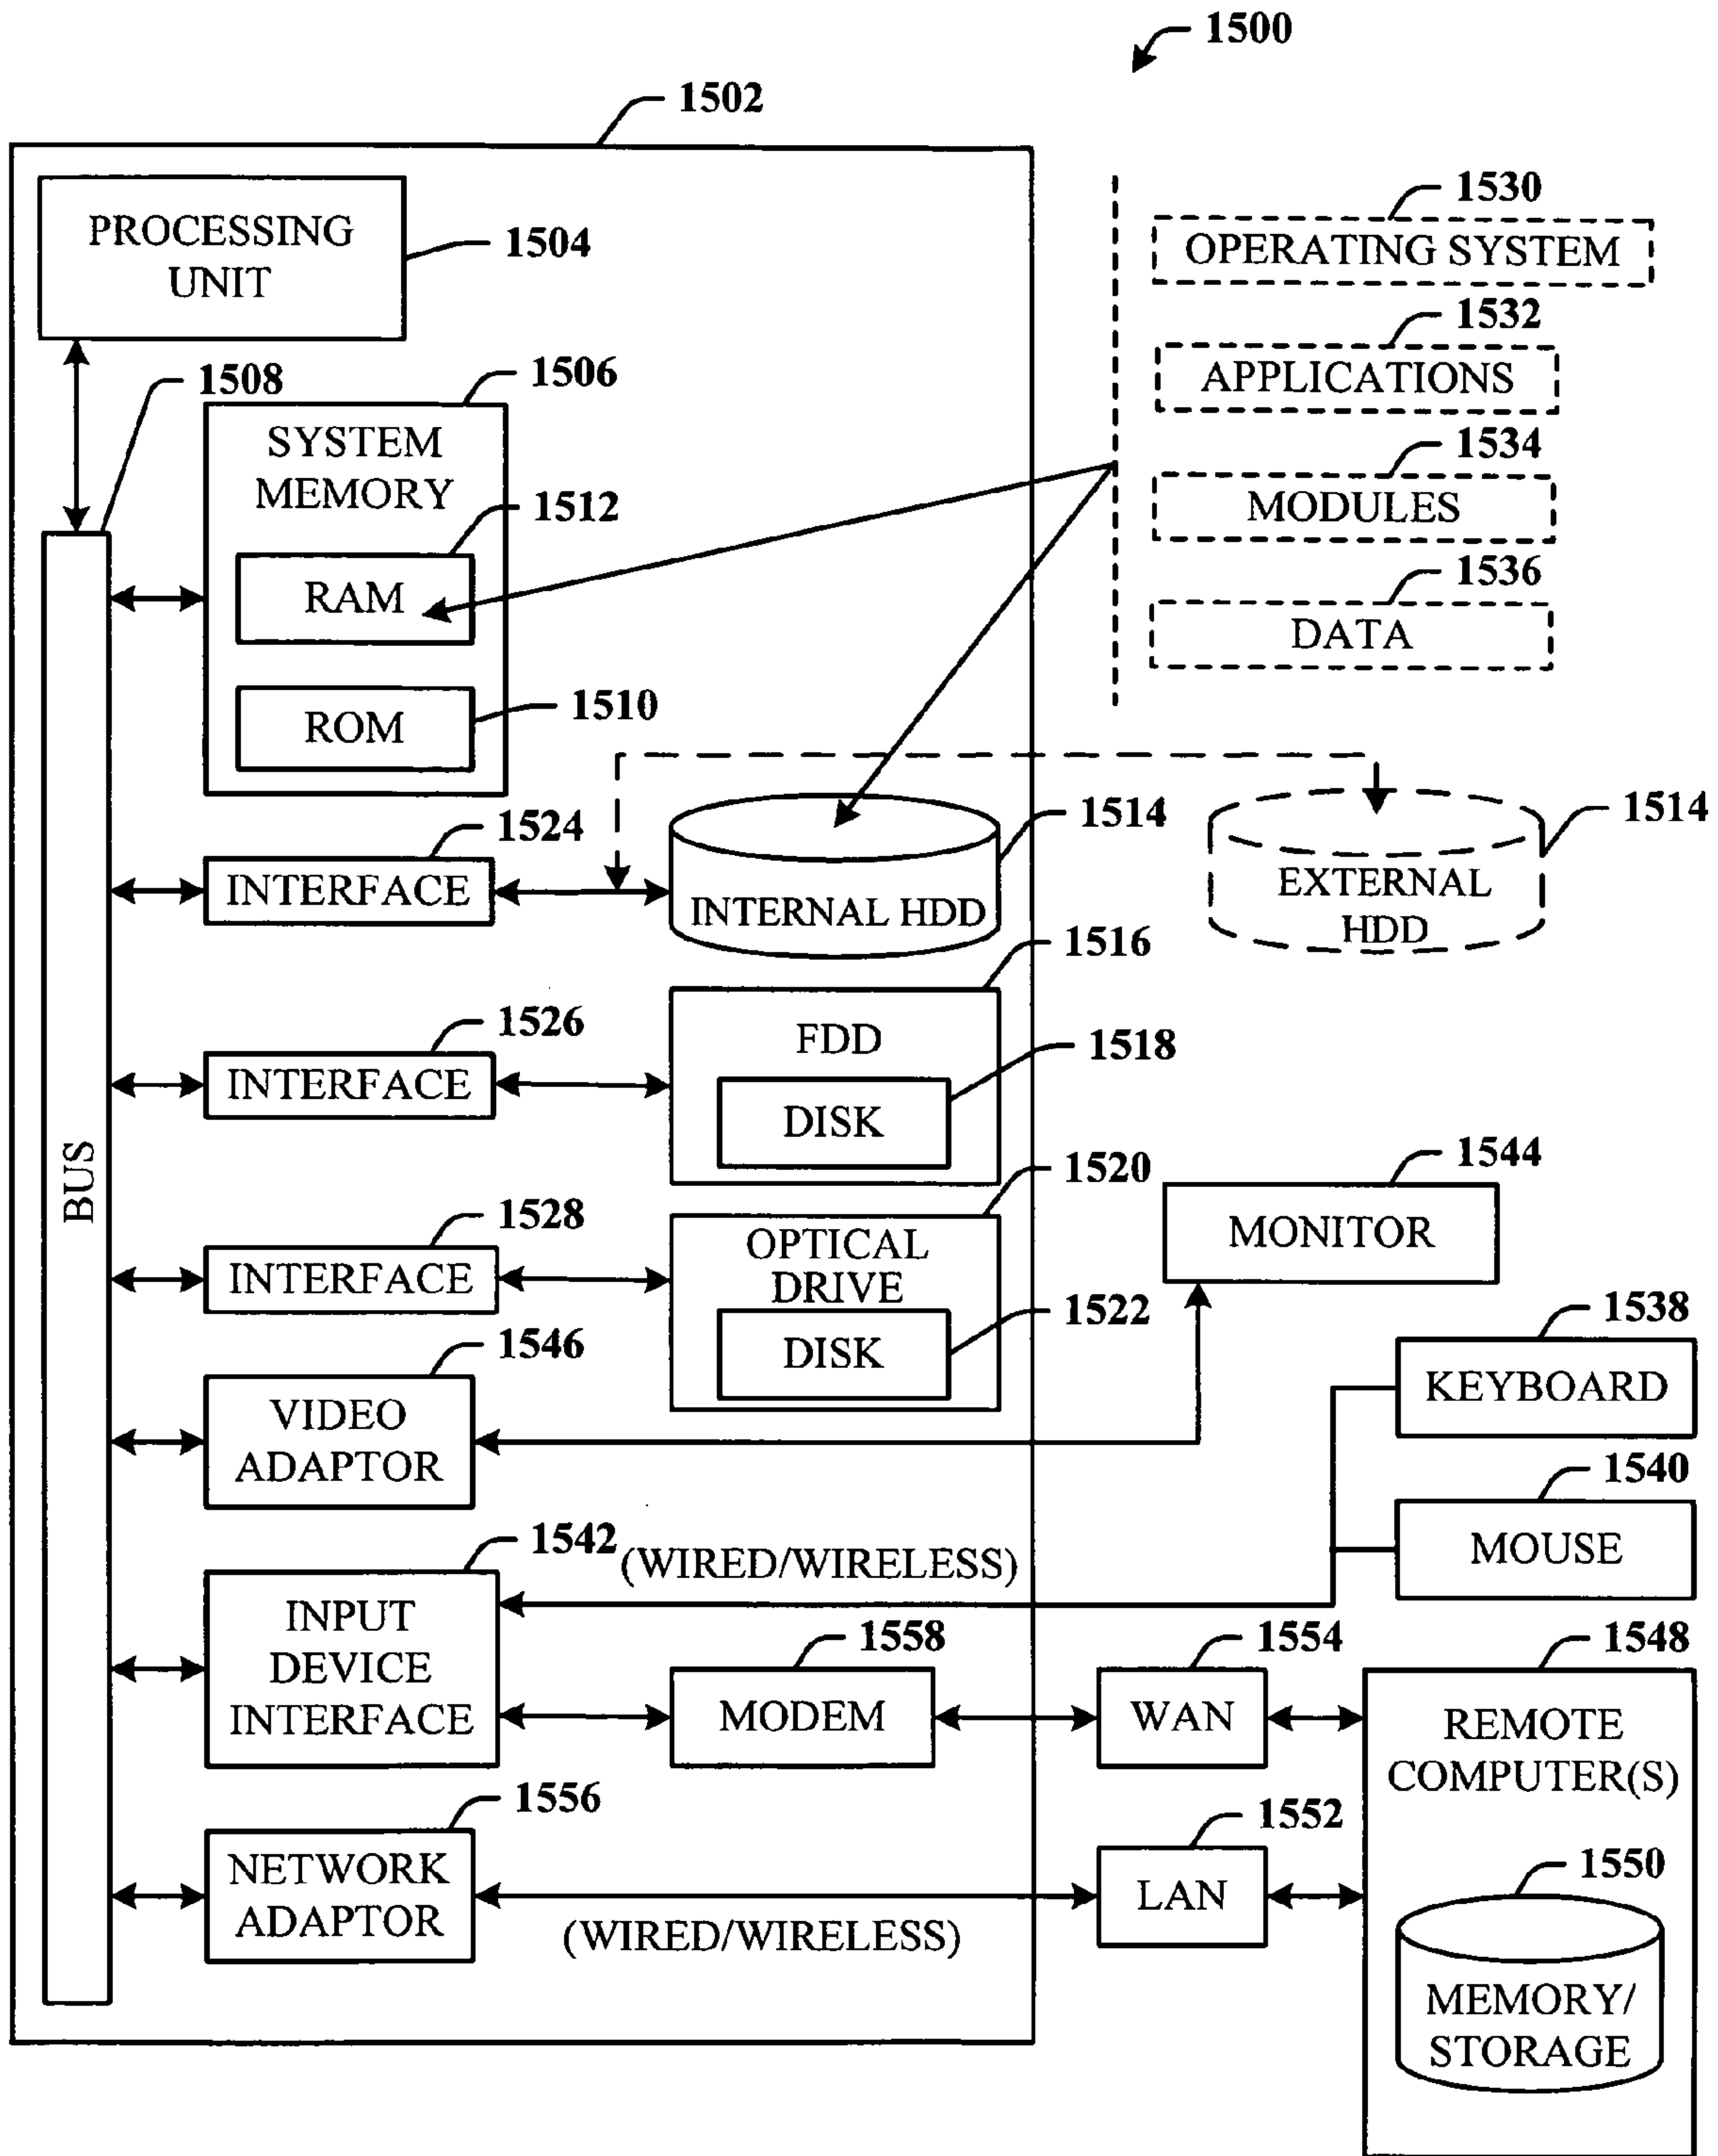 1500
1502
PROCESSING
UNIT
1504
1530
OPERATING SYSTEM
1532
APPLICATIONS
1534
MODULES
1536
DATA
1508
1506
SYSTEM
MEMORY
1512
RAM
1510
ROM
1524
INTERFACE
1514
INTERNAL HDD
1514
EXTERNAL
HDD
1516
FDD
1518
DISK
1526
INTERFACE
BUS
1520
OPTICAL
DRIVE
1522
DISK
1528
INTERFACE
1544
MONITOR
1546
VIDEO
ADAPTOR
1538
KEYBOARD
1540
MOUSE
1542
(WIRED/WIRELESS)
INPUT
DEVICE
INTERFACE
1558
MODEM
1554
WAN
1548
REMOTE
COMPUTER(S)
1556
NETWORK
ADAPTOR
(WIRED/WIRELESS)
1552
LAN
1550
MEMORY/
STORAGE